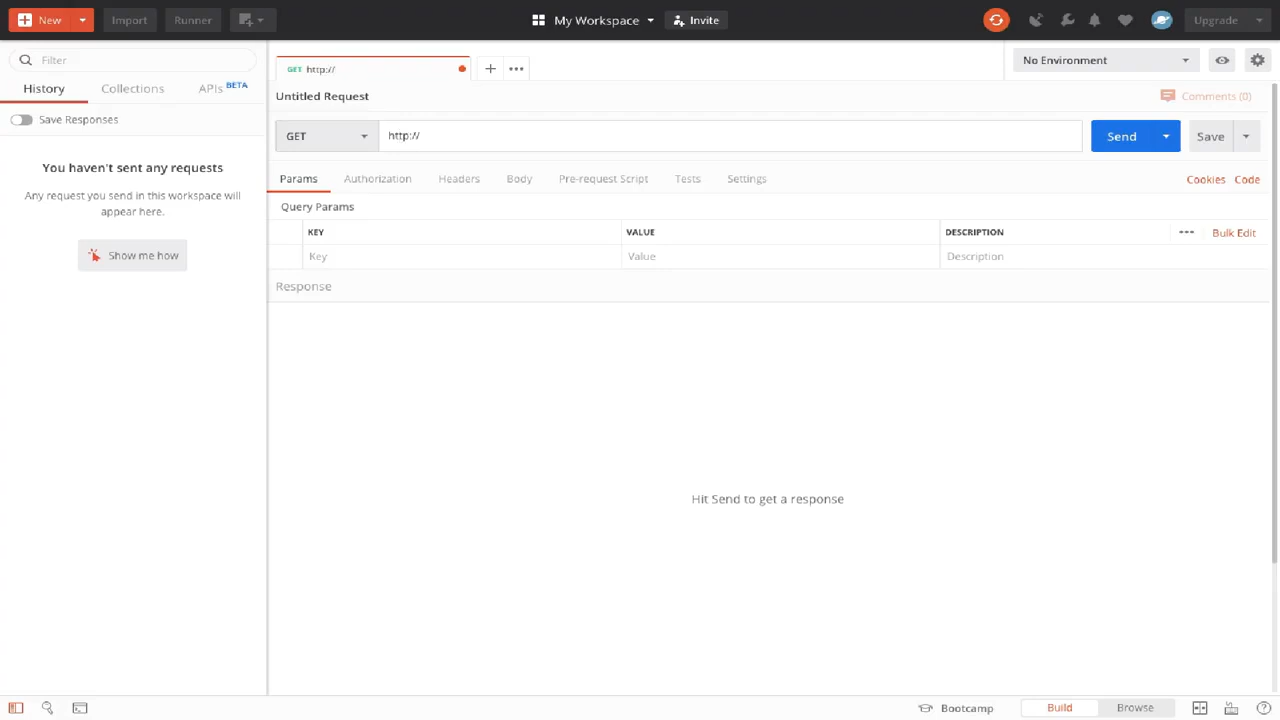 New Import Runner My Workspace Invite Upgrade
Filter
History Collections APIs BETA
Save Responses
You haven't sent any requests
Any request you send in this workspace will
appear here.
Show me how
GET http:// No Environment
Untitled Request Comments (0)
GET http:// Send Save
Params Authorization Headers Body Pre-request Script Tests Settings Cookies Code
Query Params
KEY VALUE DESCRIPTION Bulk Edit
Key Value Description
Response
Hit Send to get a response
Bootcamp Build Browse